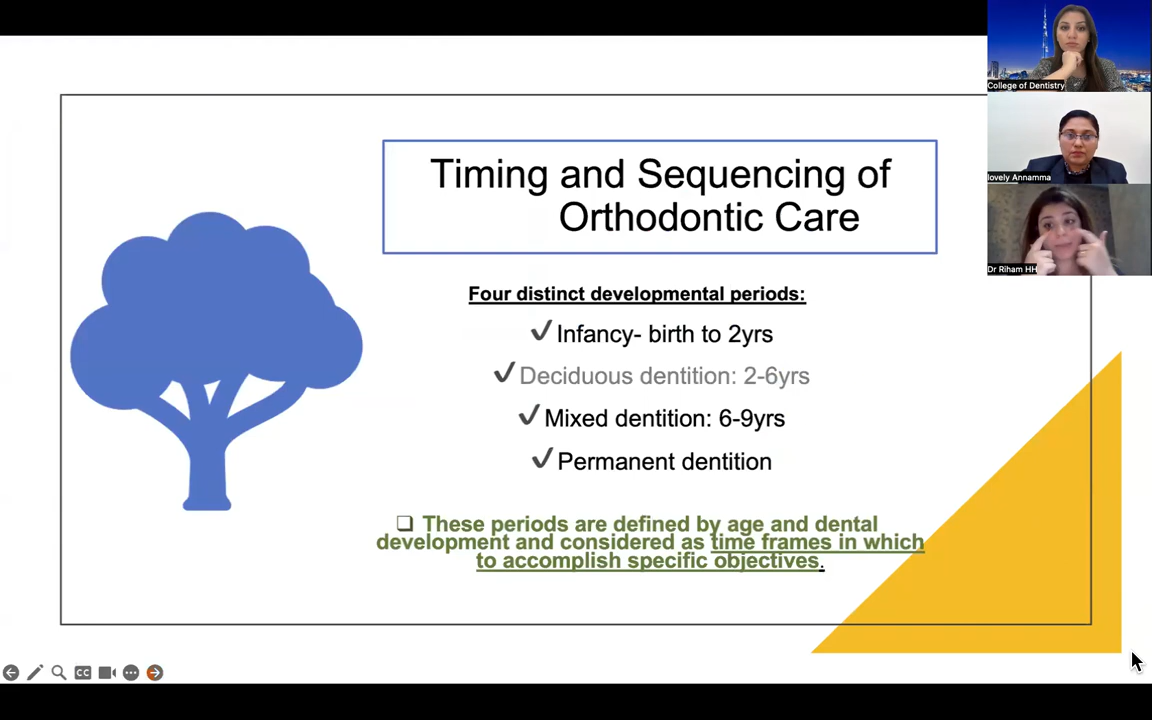 Timing and Sequencing of
Orthodontic Care
Four distinct developmental periods:
✓Infancy- birth to 2yrs
✓Deciduous dentition: 2-6yrs
✓Mixed dentition: 6-9yrs
✓Permanent dentition
❑ These periods are defined by age and dental
development and considered as time frames in which
to accomplish specific objectives.
College of Dentistry
lovely Annamma
Dr Riham HH
CC